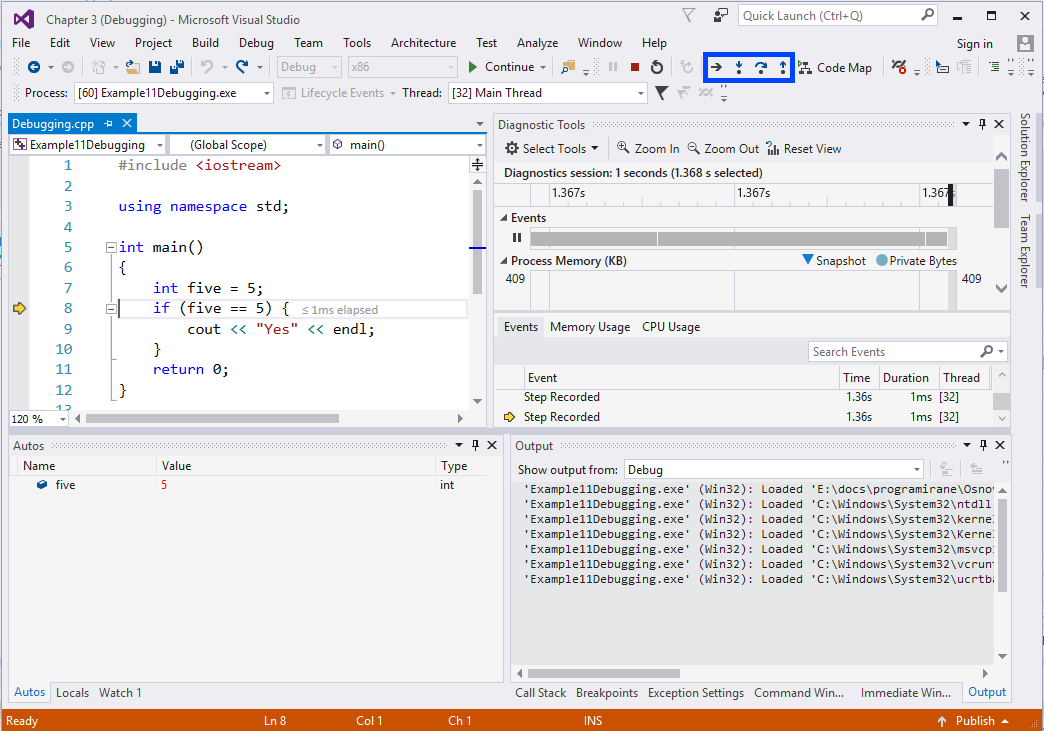 Chapter 3 (Debugging) - Microsoft Visual Studio
Quick Launch (Ctrl+Q)
File Edit View Project Build Debug Team Tools Architecture Test Analyze Window Help Sign in
Debug x86 Continue Code Map
Process: [60] Example11Debugging.exe Lifecycle Events Thread: [32] Main Thread
Debugging.cpp
Example11Debugging (Global Scope) main()
1 #include <iostream>
2
3 using namespace std;
4
5 int main()
6 {
7 int five = 5;
8 if (five == 5) { ≤ 1ms elapsed
9 cout << "Yes" << endl;
10 }
11 return 0;
12 }
13
120 %
Diagnostic Tools
Select Tools Zoom In Zoom Out Reset View
Diagnostics session: 1 seconds (1.368 s selected)
1.367s 1.367s 1.367s
Events
Process Memory (KB) Snapshot Private Bytes
409 409
Events Memory Usage CPU Usage
Search Events
Event Time Duration Thread
Step Recorded 1.36s 1ms [32]
Step Recorded 1.36s 1ms [32]
Solution Explorer
Team Explorer
Autos
Name Value Type
five 5 int
Autos Locals Watch 1
Output
Show output from: Debug
'Example11Debugging.exe' (Win32): Loaded 'E:\docs\programirane\Osnov
'Example11Debugging.exe' (Win32): Loaded 'C:\Windows\System32\ntdll
'Example11Debugging.exe' (Win32): Loaded 'C:\Windows\System32\kernel
'Example11Debugging.exe' (Win32): Loaded 'C:\Windows\System32\Kernel
'Example11Debugging.exe' (Win32): Loaded 'C:\Windows\System32\msvcp1
'Example11Debugging.exe' (Win32): Loaded 'C:\Windows\System32\vcrunt
'Example11Debugging.exe' (Win32): Loaded 'C:\Windows\System32\ucrtba
Call Stack Breakpoints Exception Settings Command Win... Immediate Win... Output
Ready Ln 8 Col 1 Ch 1 INS Publish